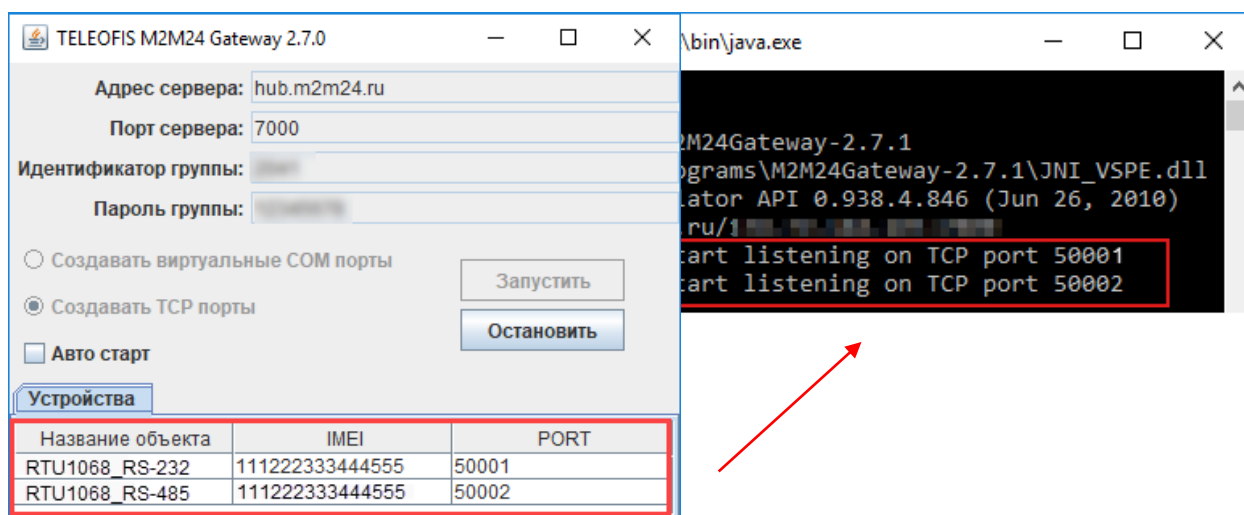 TELEOFIS M2M24 Gateway 2.7.0
Адрес сервера: hub.m2m24.ru
Порт сервера: 7000
Идентификатор группы:
Пароль группы:
Создавать виртуальные COM порты
Создавать TCP порты
Запустить
Остановить
Авто старт
Устройства
Название объекта IMEI PORT
RTU1068_RS-232 111222333444555 50001
RTU1068_RS-485 111222333444555 50002
\bin\java.exe
2M24Gateway-2.7.1
ograms\M2M24Gateway-2.7.1\JNI_VSPE.dll
lator API 0.938.4.846 (Jun 26, 2010)
.ru/1
tart listening on TCP port 50001
tart listening on TCP port 50002